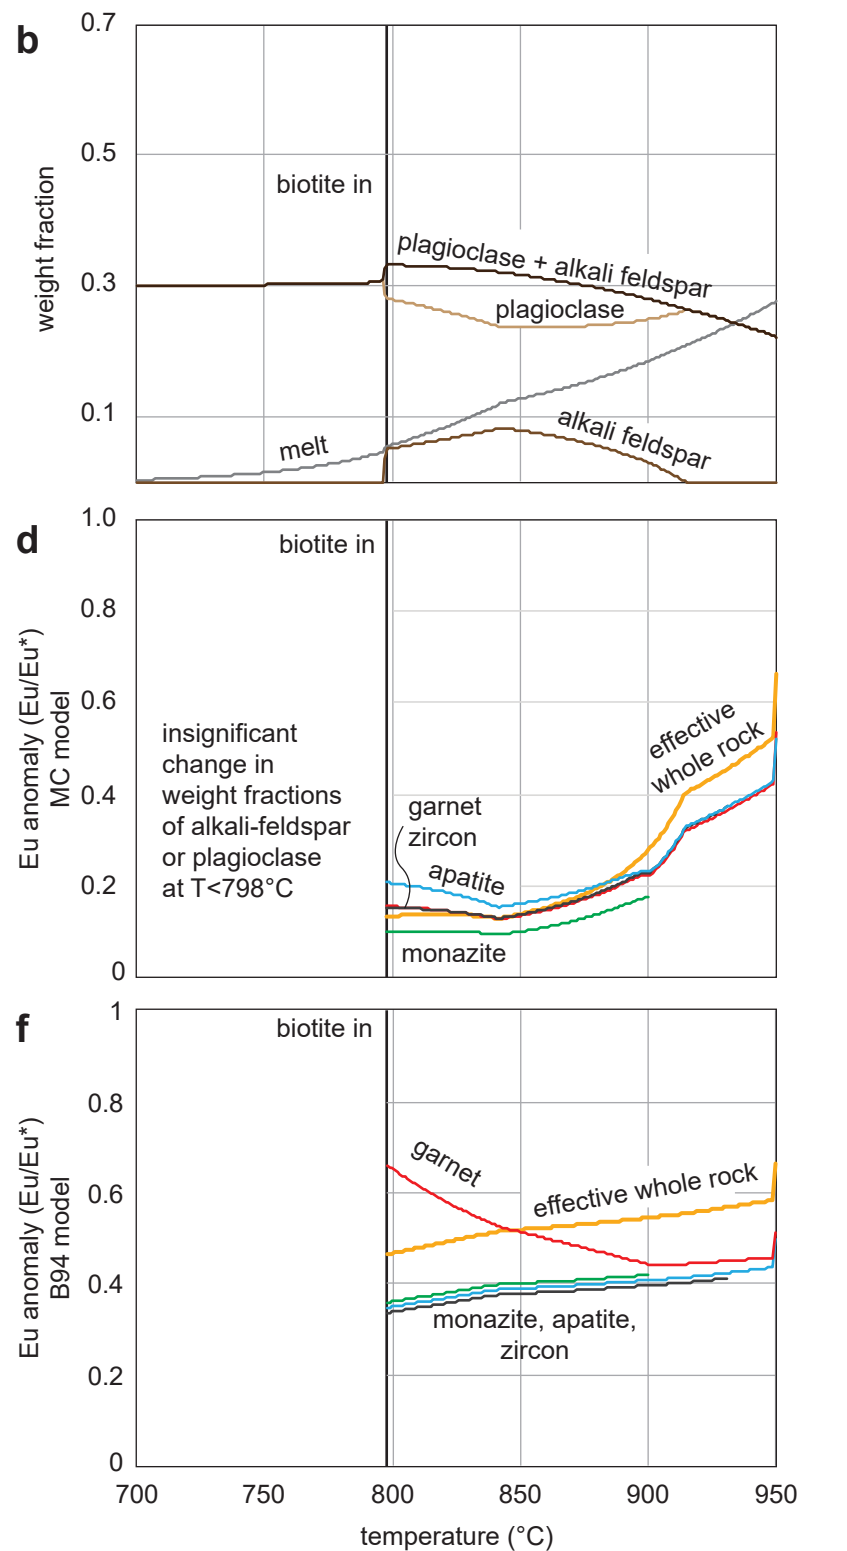 b
0.7
0.5
0.3
0.1
weight fraction
biotite in
plagioclase + alkali feldspar
plagioclase
melt
alkali feldspar
d
1.0
0.8
0.6
0.4
0.2
0
Eu anomaly (Eu/Eu*)
MC model
biotite in
insignificant
change in
weight fractions
of alkali-feldspar
or plagioclase
at T<798°C
effective
whole rock
garnet
zircon
apatite
monazite
f
1
0.8
0.6
0.4
0.2
0
Eu anomaly (Eu/Eu*)
B94 model
biotite in
garnet
effective whole rock
monazite, apatite,
zircon
700 750 800 850 900 950
temperature (°C)